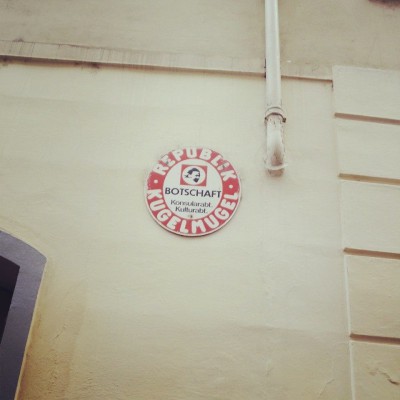 REPUBLIK
BOTSCHAFT
Konsularabt.
Kulturabt.
KUGELMUGEL